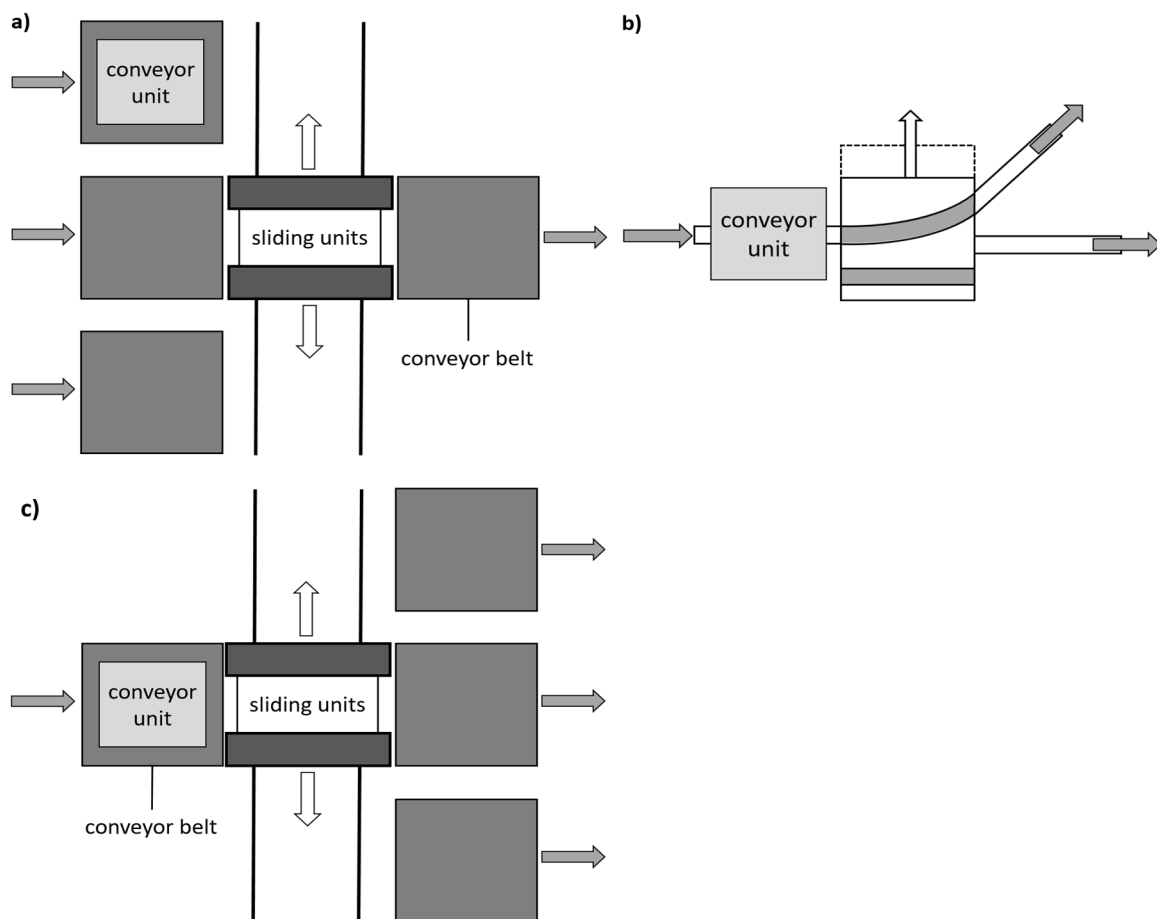 a)
conveyor
unit
sliding units
conveyor belt
b)
conveyor
unit
c)
conveyor
unit
sliding units
conveyor belt